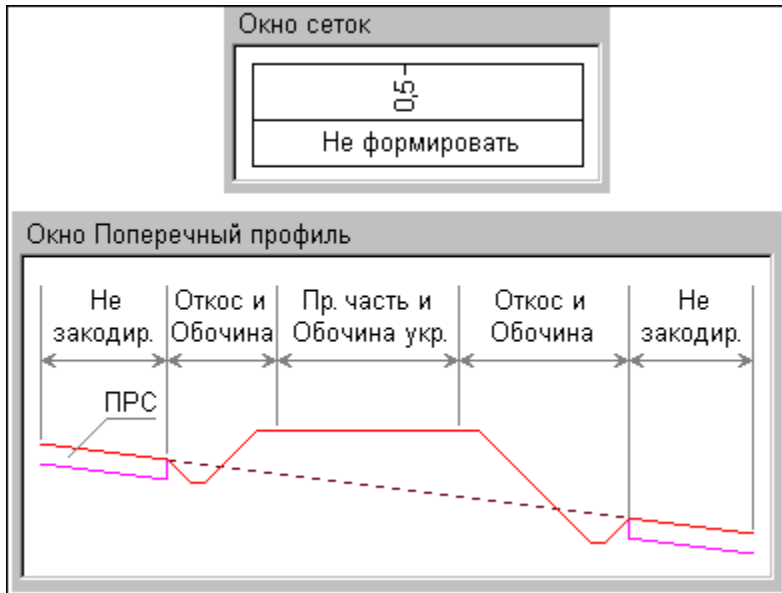 Окно сеток
0,5
Не формировать
Окно Поперечный профиль
Не закодир.
Откос и Обочина
Пр. часть и Обочина укр.
Откос и Обочина
Не закодир.
ПРС